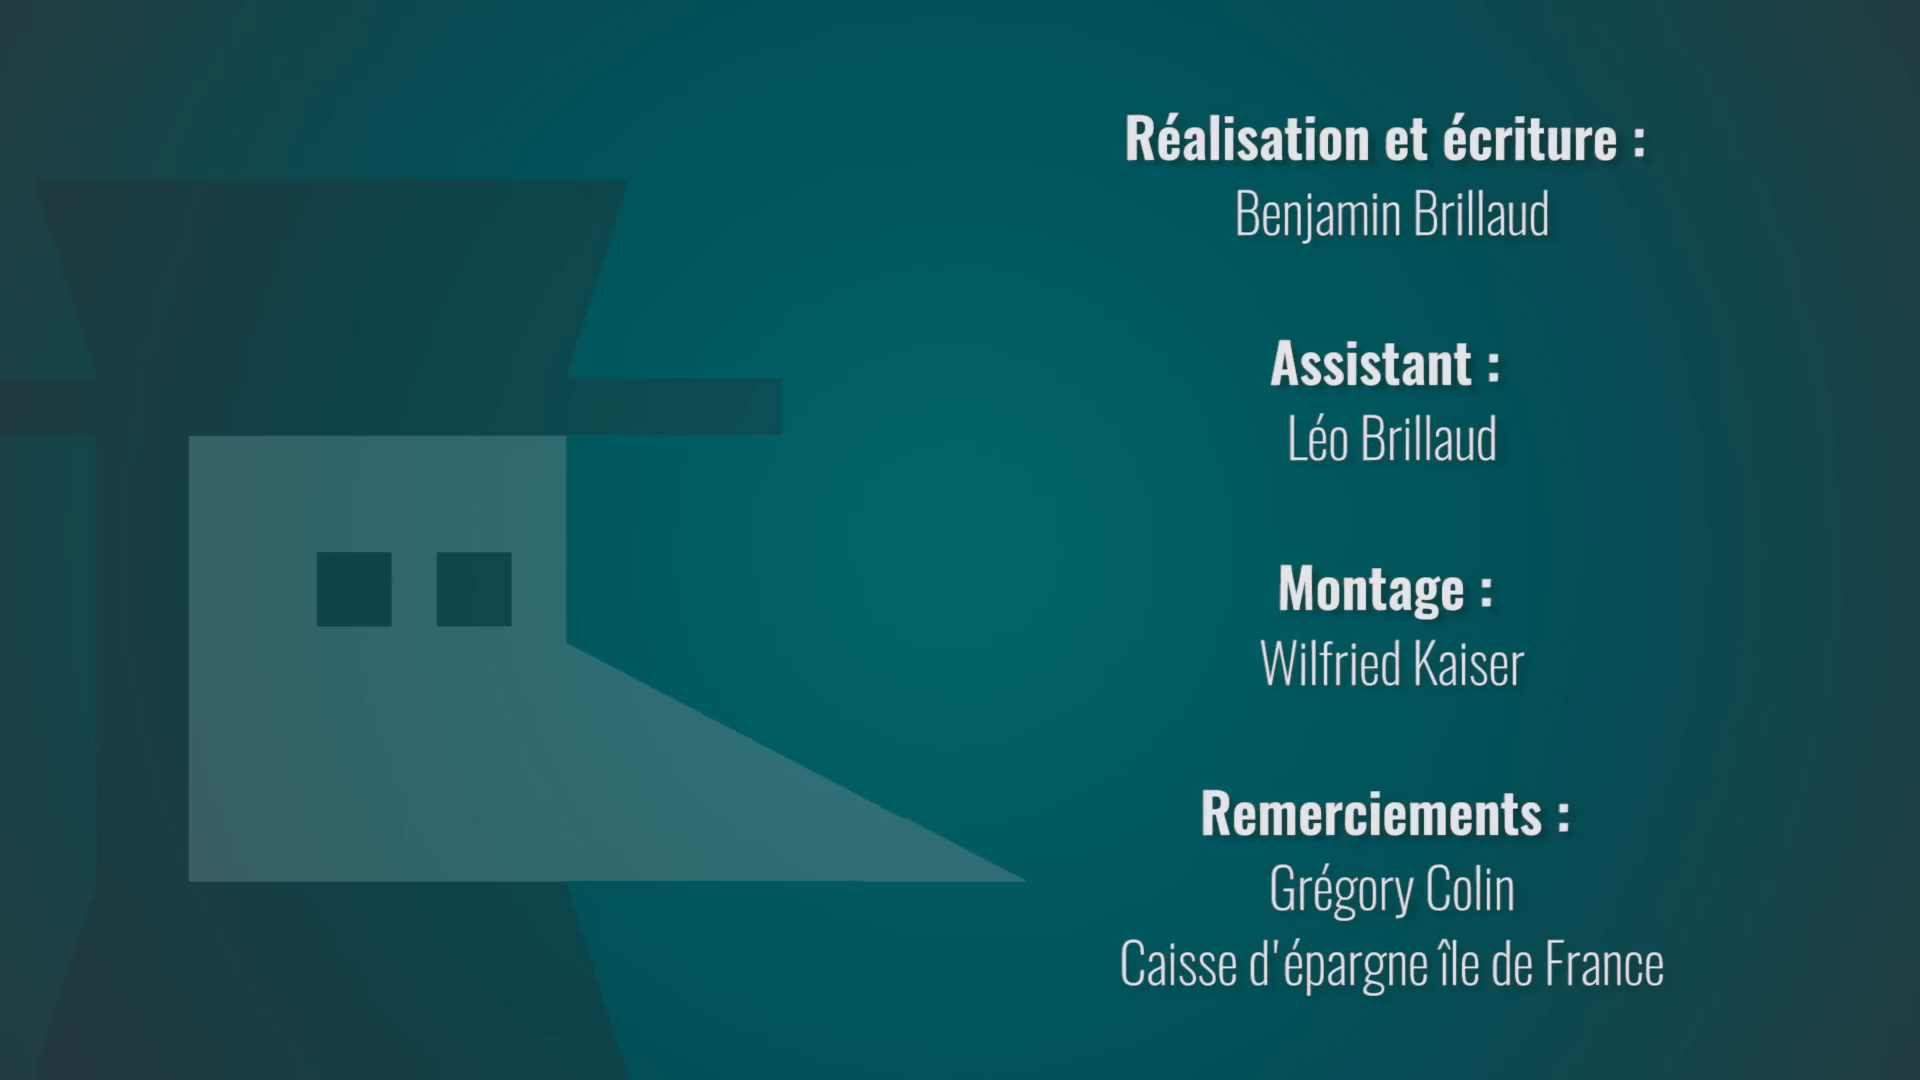 Réalisation et écriture :
Benjamin Brillaud
Assistant :
Léo Brillaud
Montage :
Wilfried Kaiser
Remerciements :
Grégory Colin
Caisse d'épargne île de France